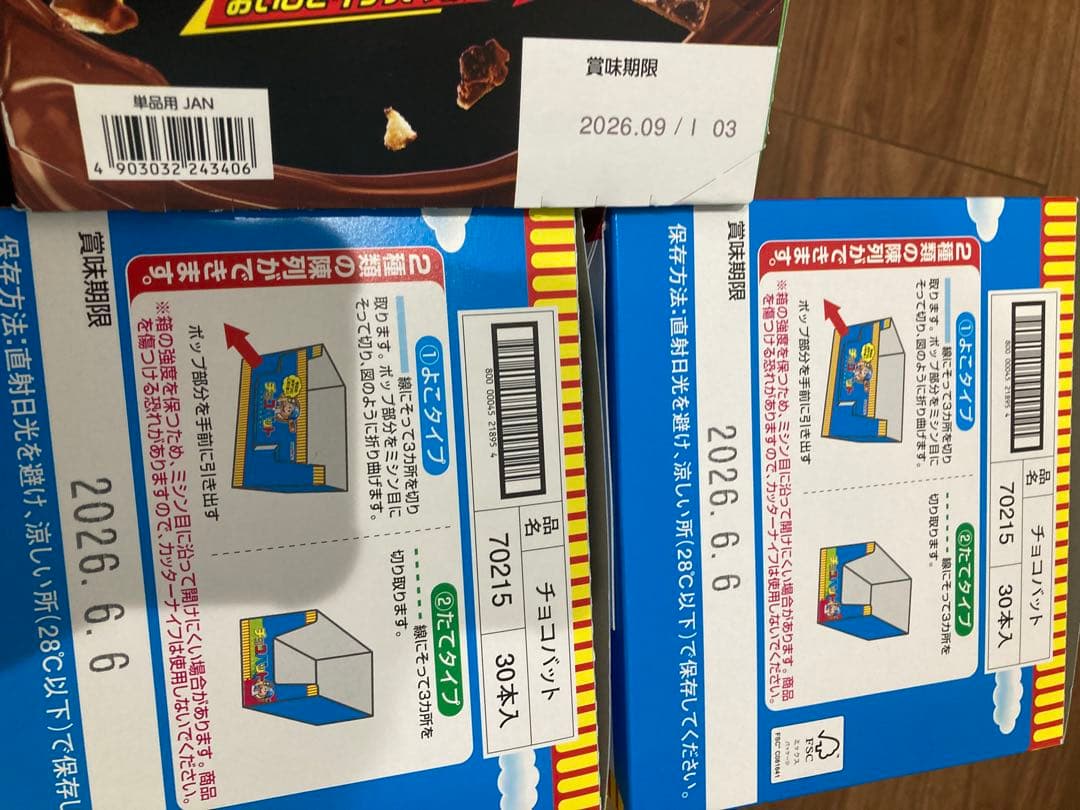 単品用 JAN
4 903032 243406
賞味期限
2026.09 / I 03
保存方法:直射日光を避け、涼しい所(28℃以下)で保存し
賞味期限
2026. 6. 6
2種類の陳列ができます。
①よこタイプ
線にそって3カ所を切り
取ります。ポップ部分をミシン目に
そって切り、図のように折り曲げます。
ポップ部分を手前に引き出す
②たてタイプ
線にそって3カ所を
切り取ります。
※箱の強度を保つため、ミシン目に沿って開けにくい場合があります。商品
を傷つける恐れがありますので、カッターナイフは使用しないでください。
800 00045 21895 4
品名
チョコバット
70215
30本入
保存方法:直射日光を避け、涼しい所(28℃以下)で保存してください。
賞味期限
2026. 6. 6
2種類の陳列ができます。
①よこタイプ
線にそって3カ所を切り
取ります。ポップ部分をミシン目に
そって切り、図のように折り曲げます。
ポップ部分を手前に引き出す
②たてタイプ
線にそって3カ所を
切り取ります。
※箱の強度を保つため、ミシン目に沿って開けにくい場合があります。商品
を傷つける恐れがありますので、カッターナイフは使用しないでください。
800 00045 21895 4
品名
チョコバット
70215
30本入
FSC
ミックス
パッケージ
FSC® C081841